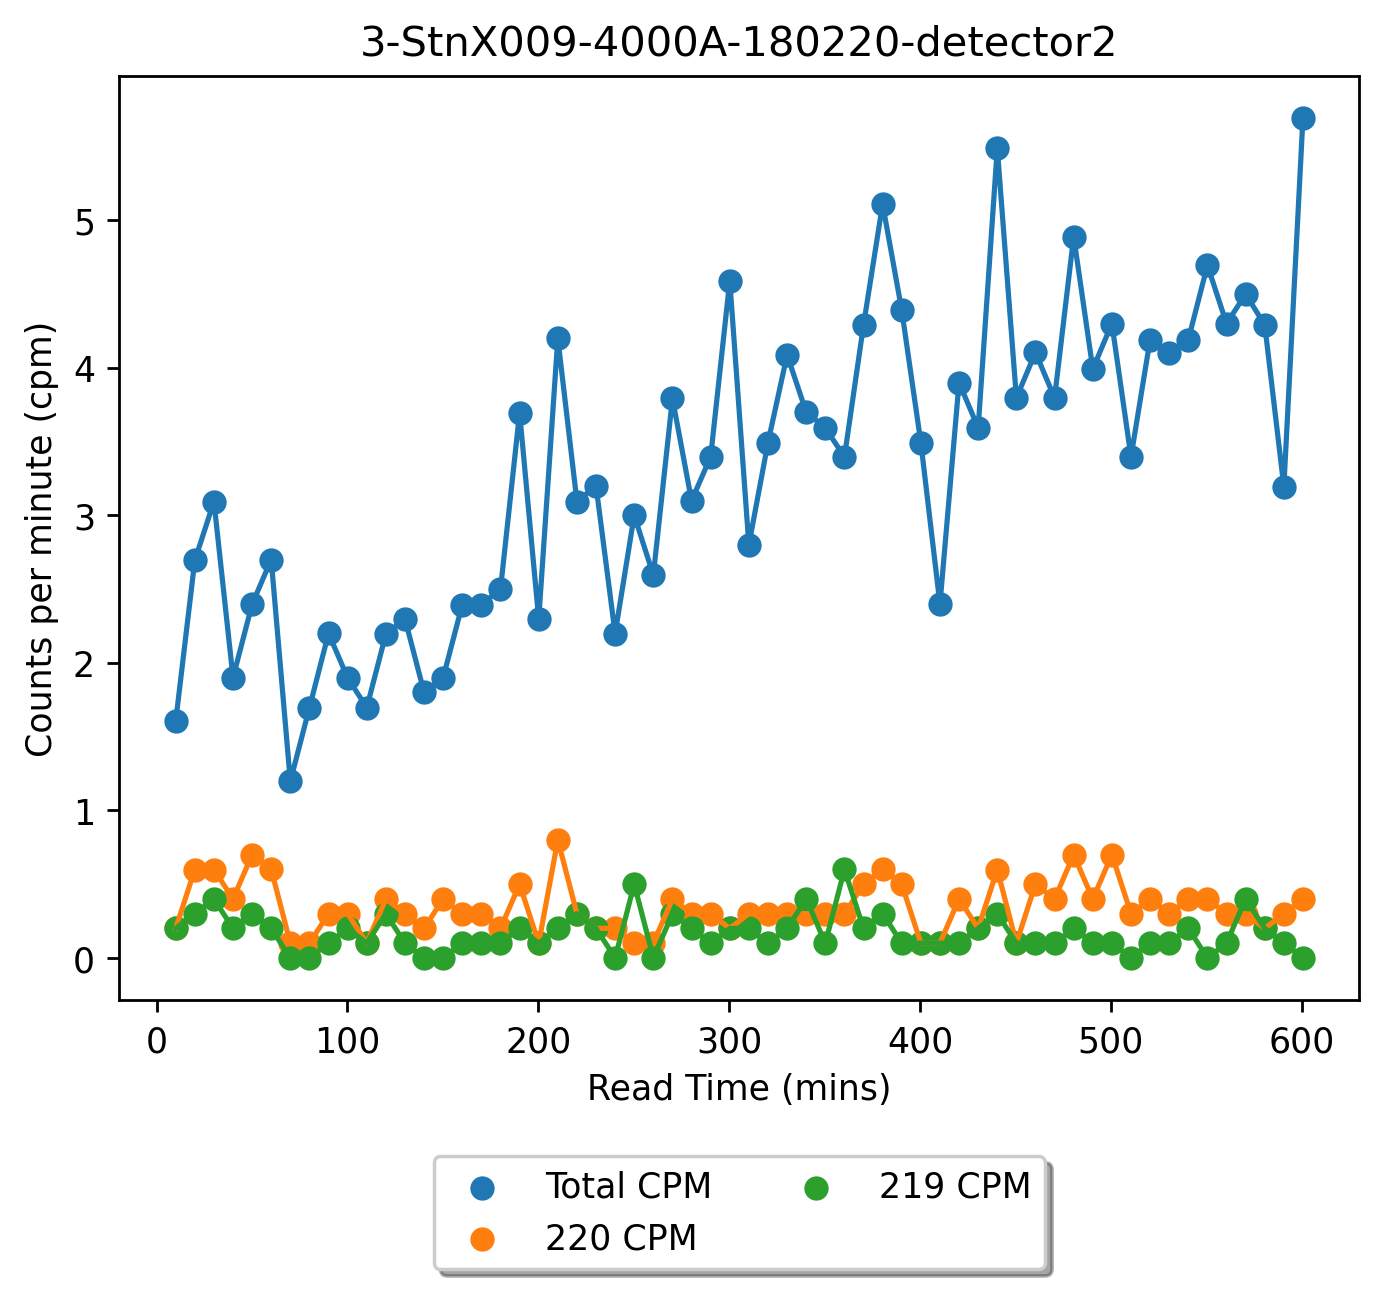 3-StnX009-4000A-180220-detector2
Counts per minute (cpm)
5
4
3
2
1
0
0 100 200 300 400 500 600
Read Time (mins)
Total CPM 219 CPM
220 CPM